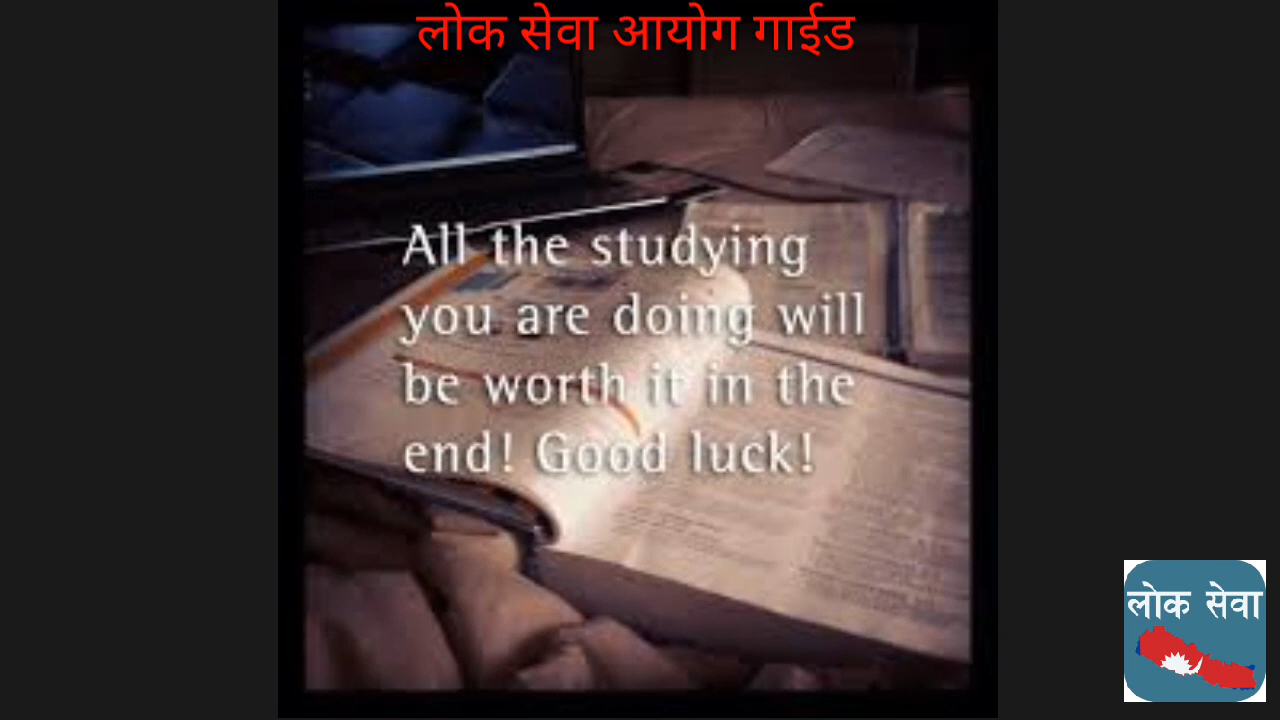 लोक सेवा आयोग गाईड
All the studying
you are doing will
be worth it in the
end! Good luck!
लोक सेवा